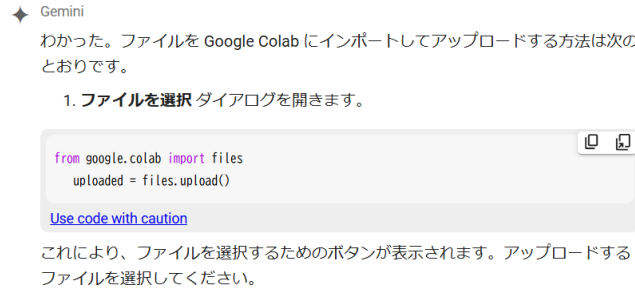 Gemini
わかった。ファイルを Google Colab にインポートしてアップロードする方法は次の
とおりです。
1. ファイルを選択 ダイアログを開きます。
from google.colab import files
   uploaded = files.upload()
Use code with caution
これにより、ファイルを選択するためのボタンが表示されます。アップロードする
ファイルを選択してください。